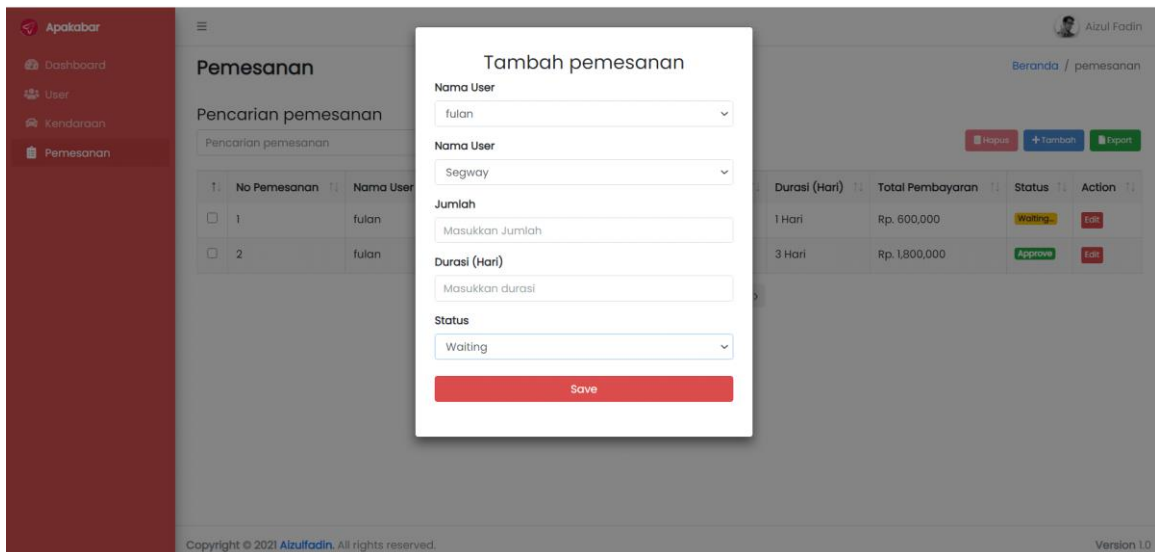 Apakabar
Aizul Fadin
Dashboard
User
Kendaraan
Pemesanan
Pemesanan
Beranda / pemesanan
Pencarian pemesanan
Pencarian pemesanan
Hapus
+Tambah
Export
No Pemesanan
Nama User
Durasi (Hari)
Total Pembayaran
Status
Action
1
fulan
1 Hari
Rp. 600,000
Waiting...
Edit
2
fulan
3 Hari
Rp. 1,800,000
Approve
Edit
Tambah pemesanan
Nama User
fulan
Nama User
Segway
Jumlah
Masukkan Jumlah
Durasi (Hari)
Masukkan durasi
Status
Waiting
Save
Copyright © 2021 Aizulfadin. All rights reserved.
Version 1.0